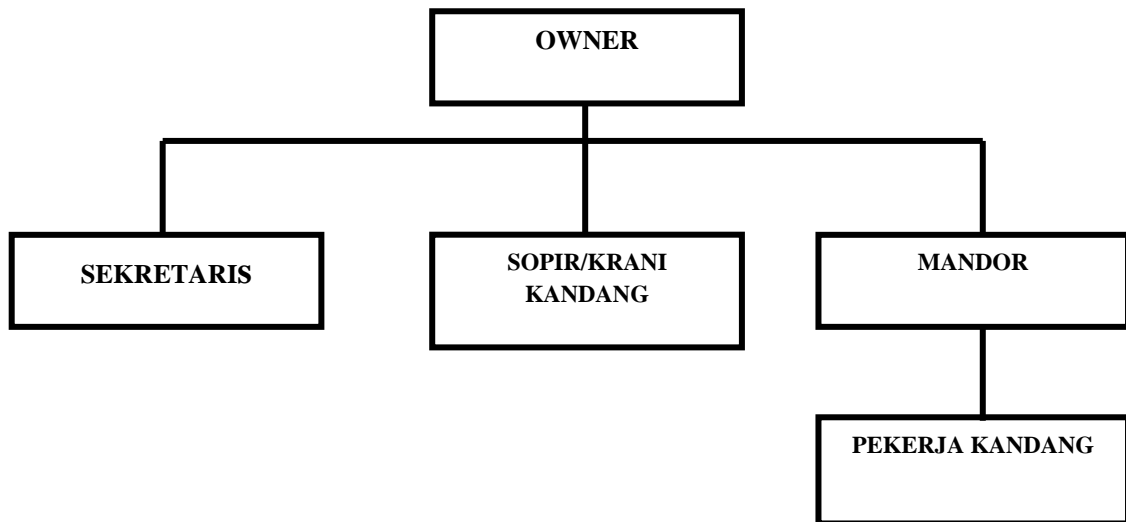 OWNER
SEKRETARIS
SOPIR/KRANI
KANDANG
MANDOR
PEKERJA KANDANG